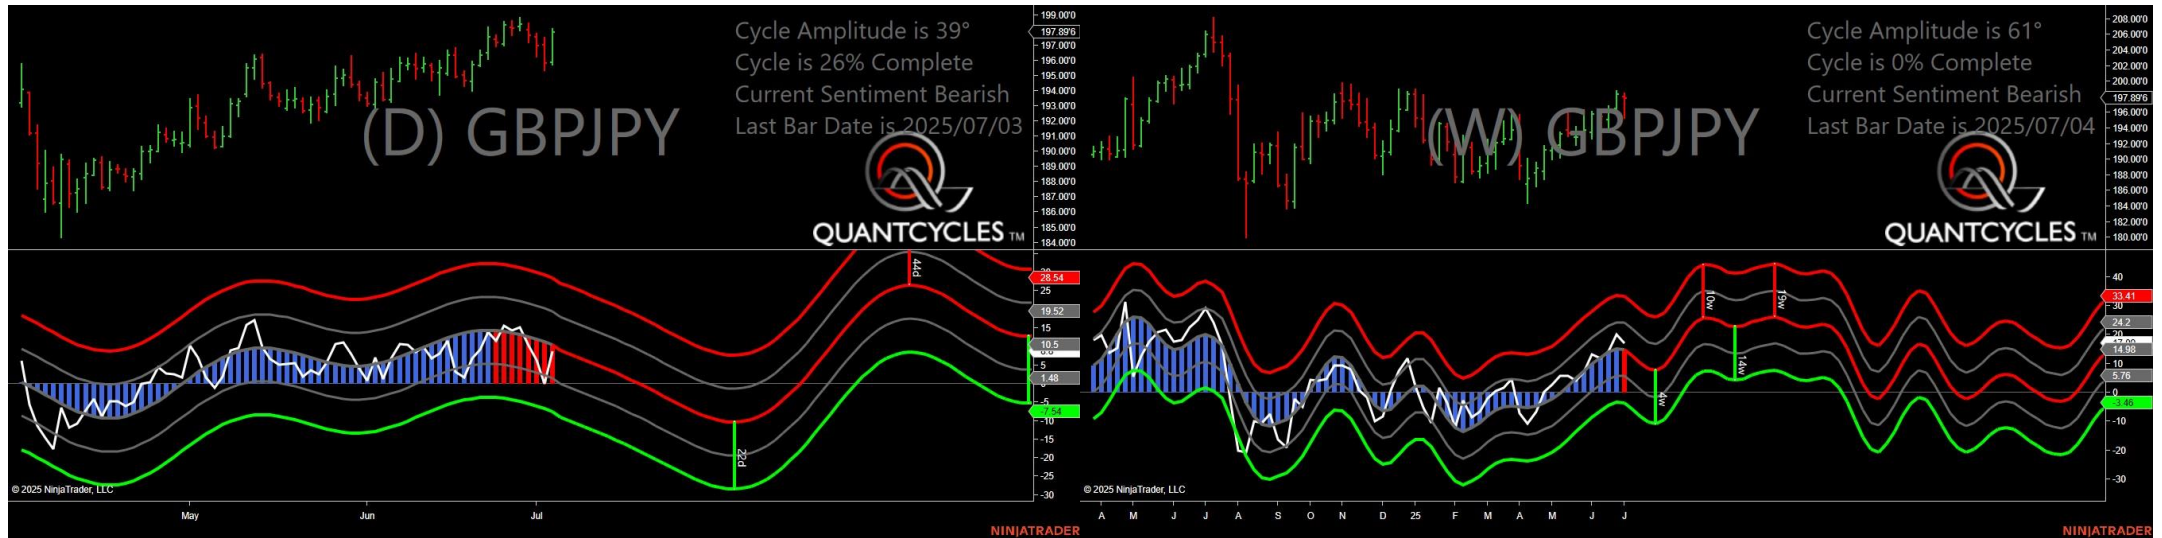 Cycle Amplitude is 39°
Cycle is 26% Complete
Current Sentiment Bearish
Last Bar Date is 2025/07/03
(D) GBPJPY
QUANTCYCLES TM
199.00'0
197.89'6
197.00'0
196.00'0
195.00'0
194.00'0
193.00'0
192.00'0
191.00'0
190.00'0
189.00'0
188.00'0
187.00'0
186.00'0
185.00'0
184.00'0
44d
22d
28.54
25
19.52
15
10.5
5
1.48
-5
-7.54
-10
-15
-20
-25
-30
© 2025 NinjaTrader, LLC
May
Jun
Jul
NINJATRADER
Cycle Amplitude is 61°
Cycle is 0% Complete
Current Sentiment Bearish
Last Bar Date is 2025/07/04
(W) GBPJPY
QUANTCYCLES TM
208.00'0
206.00'0
204.00'0
202.00'0
200.00'0
197.89'6
196.00'0
194.00'0
192.00'0
190.00'0
188.00'0
186.00'0
184.00'0
182.00'0
180.00'0
10w
19w
14w
4w
40
33.41
30
24.2
20
14.98
10
5.76
0
-3.46
-10
-20
-30
© 2025 NinjaTrader, LLC
A M J J A S O N D 25 F M A M J J
NINJATRADER